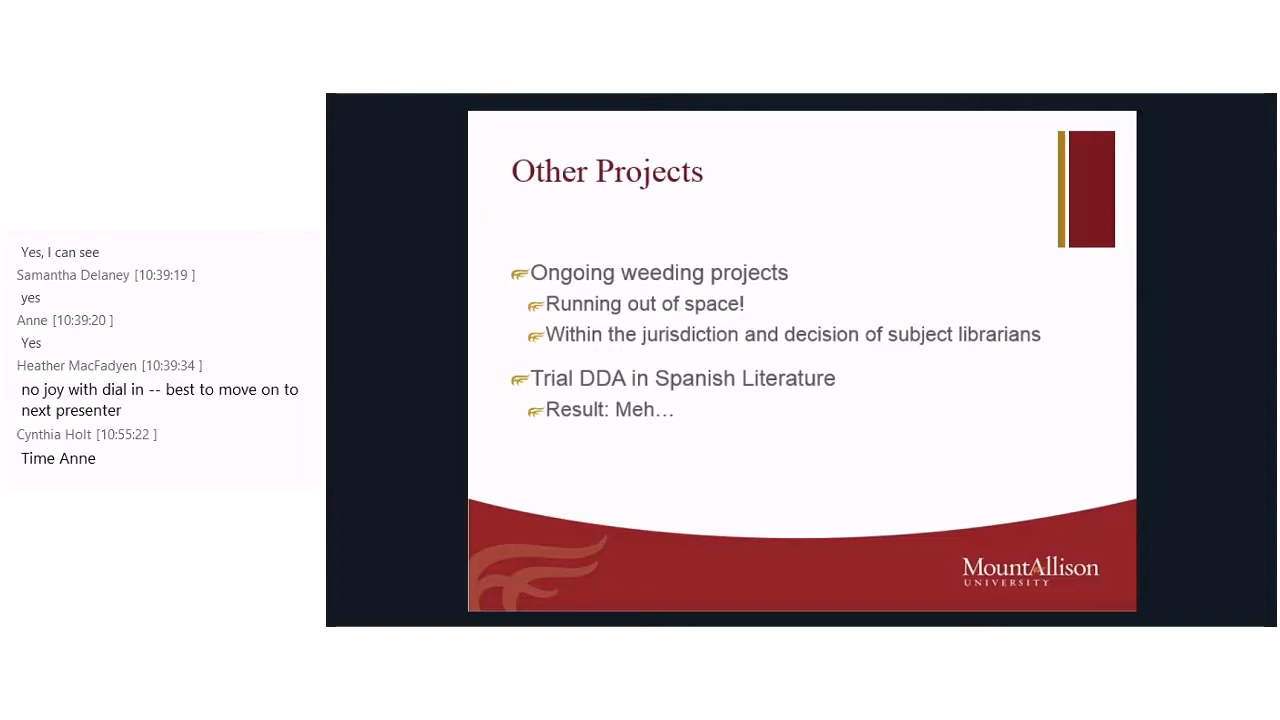 Yes, I can see
Samantha Delaney [10:39:19 ]
yes
Anne [10:39:20 ]
Yes
Heather MacFadyen [10:39:34 ]
no joy with dial in -- best to move on to
next presenter
Cynthia Holt [10:55:22 ]
Time Anne
Other Projects
Ongoing weeding projects
Running out of space!
Within the jurisdiction and decision of subject librarians
Trial DDA in Spanish Literature
Result: Meh...
MountAllison
UNIVERSITY